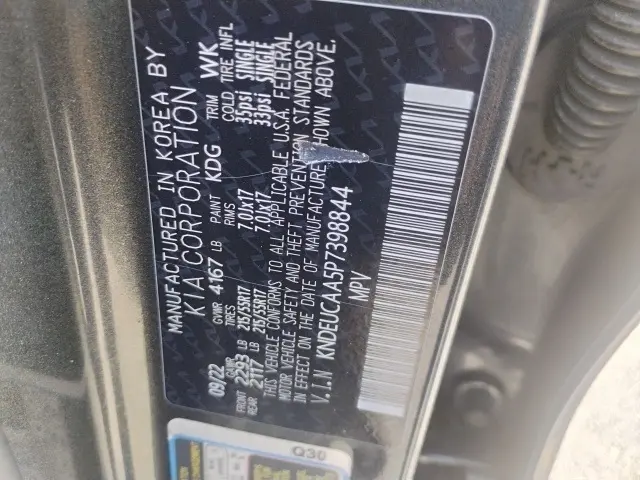 MANUFACTURED IN KOREA BY
KIA CORPORATION
09/22 GVWR 4167 LB PAINT KDG TRIM WK
GAWR TIRES RIMS COLD TIRE INFL
FRONT 2293 LB 215/55R17 7.0Jx17 35psi SINGLE
REAR 2117 LB 215/55R17 7.0Jx17 33psi SINGLE
THIS VEHICLE CONFORMS TO ALL APPLICABLE U.S.A. FEDERAL
MOTOR VEHICLE SAFETY AND THEFT PREVENTION STANDARDS
IN EFFECT ON THE DATE OF MANUFACTURE SHOWN ABOVE.
V.I.N KNDEUCAA5P7398844
MPV
Q30